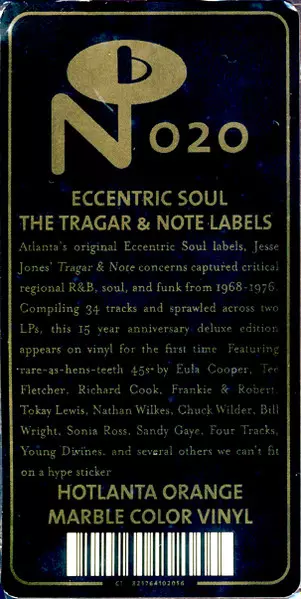 Nb 020
ECCENTRIC SOUL
THE TRAGAR & NOTE LABELS
Atlanta's original Eccentric Soul labels, Jesse
Jones' Tragar & Note concerns captured critical
regional R&B, soul, and funk from 1968-1976.
Compiling 34 tracks and sprawled across two
LPs, this 15 year anniversary deluxe edition
appears on vinyl for the first time. Featuring
"rare-as-hens-teeth 45s" by Eula Cooper, Tee
Fletcher, Richard Cook, Frankie & Robert,
Tokay Lewis, Nathan Wilkes, Chuck Wilder, Bill
Wright, Sonia Ross, Sandy Gaye, Four Tracks,
Young Divines, and several others we can't fit
on a hype sticker
HOTLANTA ORANGE
MARBLE COLOR VINYL